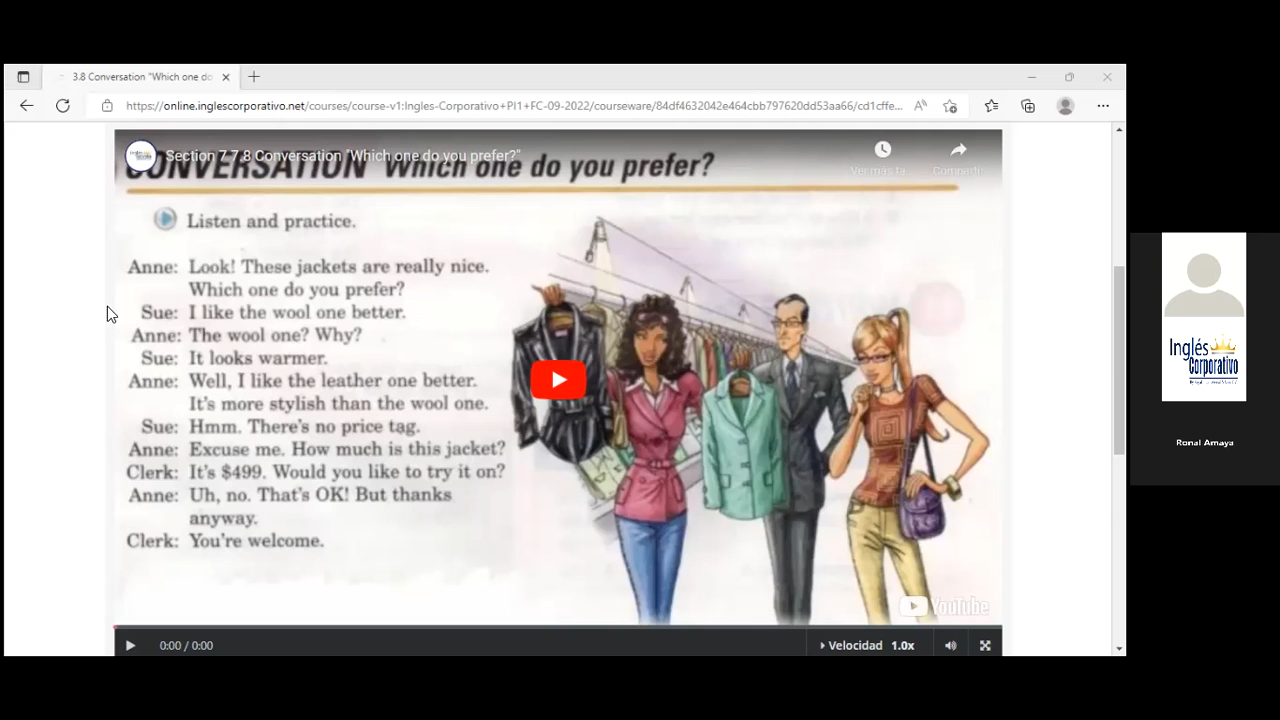 3.8 Conversation "Which one do
https://online.inglescorporativo.net/courses/course-v1:Ingles-Corporativo+PI1+FC-09-2022/courseware/84df4632042e464cbb797620dd53aa66/cd1cffe...
Section 7.7.8 Conversation "Which one do you prefer?"
CONVERSATION Which one do you prefer?
Ver más ta...
Compartir
Listen and practice.
Anne: Look! These jackets are really nice.
Which one do you prefer?
Sue: I like the wool one better.
Anne: The wool one? Why?
Sue: It looks warmer.
Anne: Well, I like the leather one better.
It's more stylish than the wool one.
Sue: Hmm. There's no price tag.
Anne: Excuse me. How much is this jacket?
Clerk: It's $499. Would you like to try it on?
Anne: Uh, no. That's OK! But thanks
anyway.
Clerk: You're welcome.
YouTube
0:00 / 0:00
Velocidad 1.0x
Inglés
Corporativo
Ronal Amaya